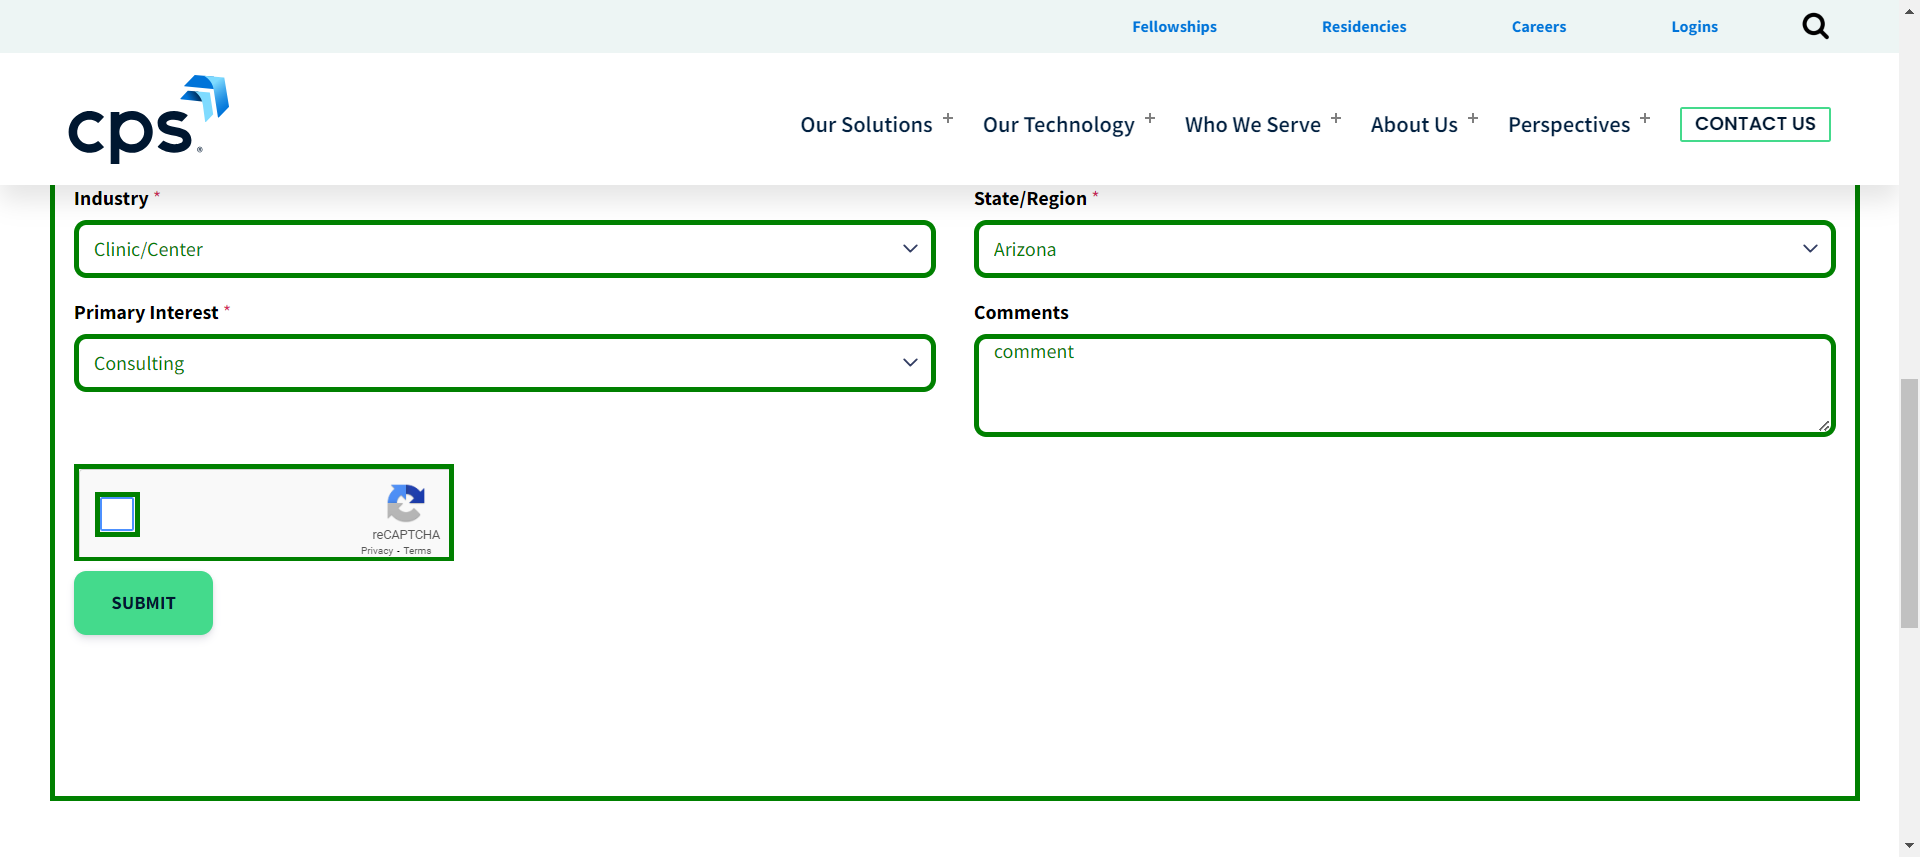 Fellowships Residencies Careers Logins
cps®
Our Solutions + Our Technology + Who We Serve + About Us + Perspectives + CONTACT US
Industry * State/Region *
Clinic/Center Arizona
Primary Interest * Comments
Consulting comment
reCAPTCHA
Privacy - Terms
SUBMIT